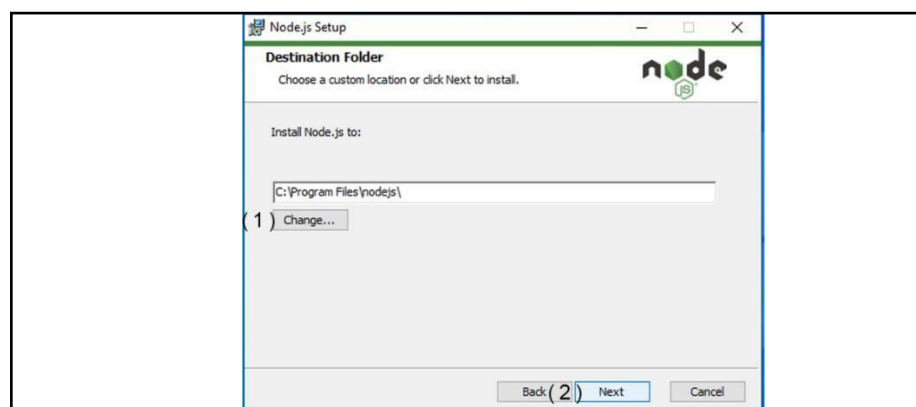 Node.js Setup
Destination Folder
Choose a custom location or click Next to install.
node
JS
Install Node.js to:
C:\Program Files\nodejs\
(1) Change...
Back (2) Next Cancel